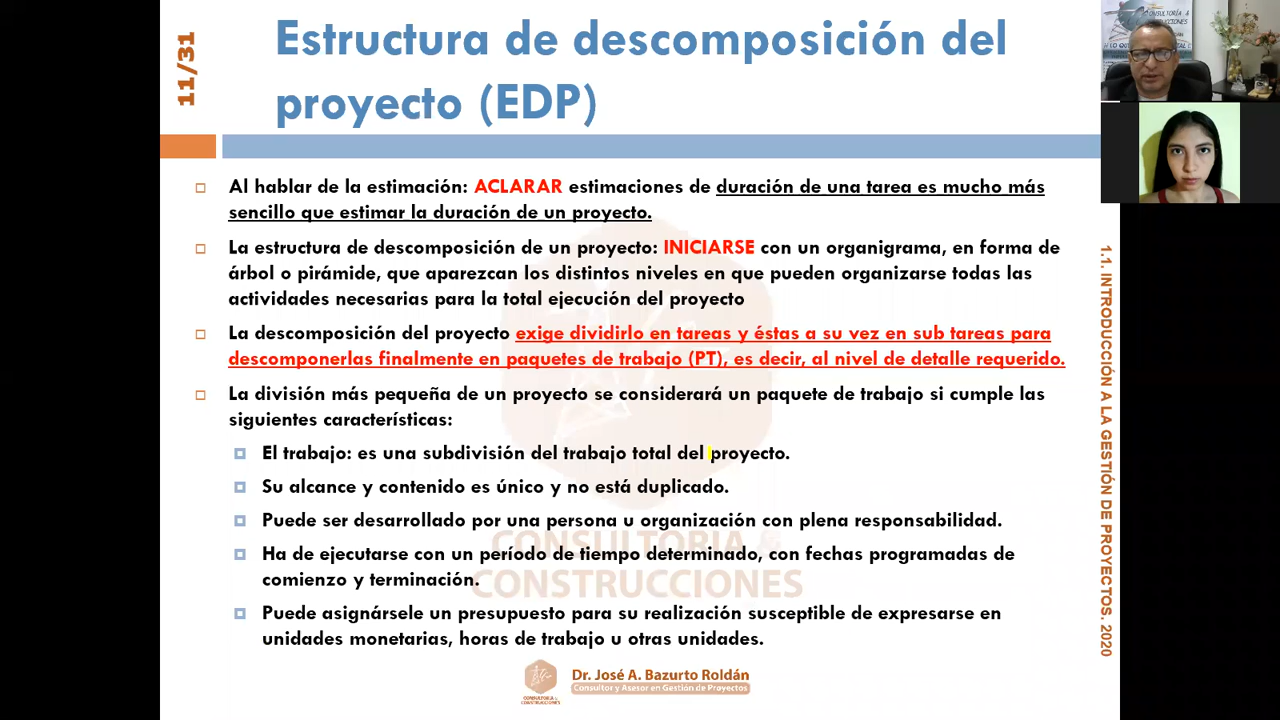 11/31
Estructura de descomposición del
proyecto (EDP)
Al hablar de la estimación: ACLARAR estimaciones de duración de una tarea es mucho más
sencillo que estimar la duración de un proyecto.
La estructura de descomposición de un proyecto: INICIARSE con un organigrama, en forma de
árbol o pirámide, que aparezcan los distintos niveles en que pueden organizarse todas las
actividades necesarias para la total ejecución del proyecto
La descomposición del proyecto exige dividirlo en tareas y éstas a su vez en sub tareas para
descomponerlas finalmente en paquetes de trabajo (PT), es decir, al nivel de detalle requerido.
La división más pequeña de un proyecto se considerará un paquete de trabajo si cumple las
siguientes características:
El trabajo: es una subdivisión del trabajo total del proyecto.
Su alcance y contenido es único y no está duplicado.
Puede ser desarrollado por una persona u organización con plena responsabilidad.
Ha de ejecutarse con un período de tiempo determinado, con fechas programadas de
comienzo y terminación.
Puede asignársele un presupuesto para su realización susceptible de expresarse en
unidades monetarias, horas de trabajo u otras unidades.
CONSULTORÍA &
CONSTRUCCIONES
CONSULTORÍA &
CONSTRUCCIONES
Dr. José A. Bazurto Roldán
Consultor y Asesor en Gestión de Proyectos
1.1. INTRODUCCIÓN A LA GESTIÓN DE PROYECTOS. 2020